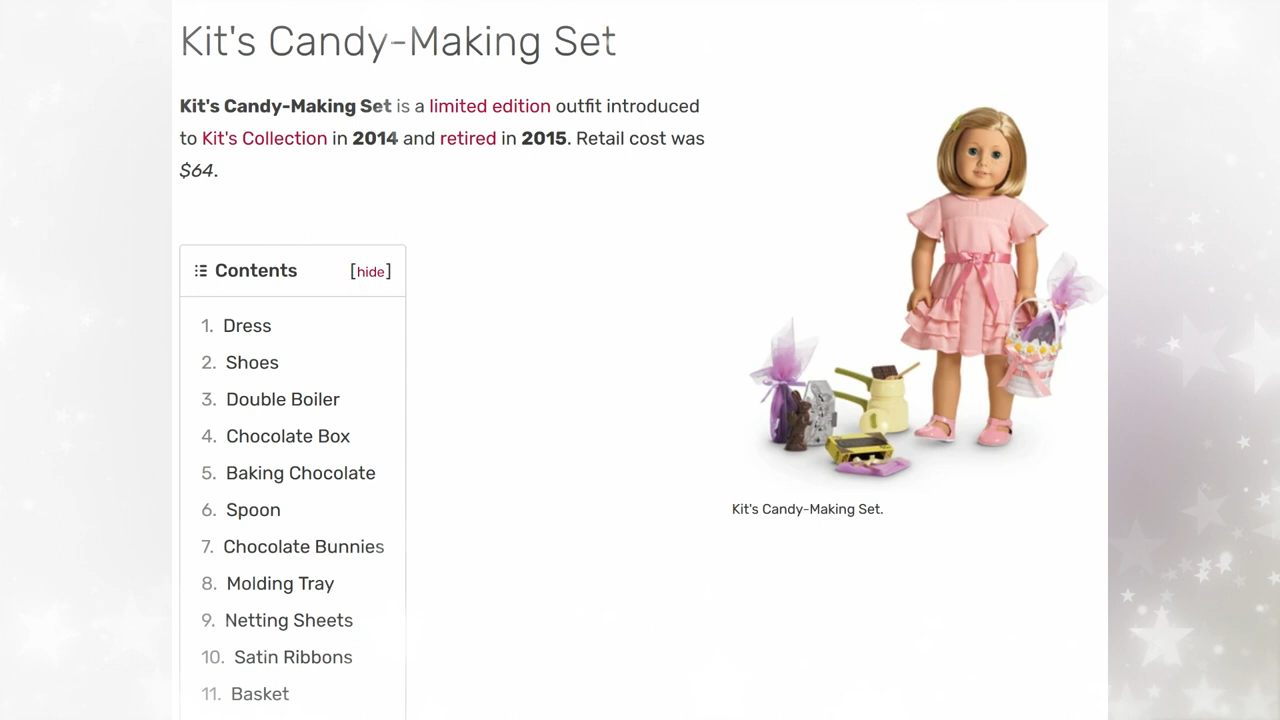 Kit's Candy-Making Set
Kit's Candy-Making Set is a limited edition outfit introduced
to Kit's Collection in 2014 and retired in 2015. Retail cost was
$64.
Contents [hide]
1. Dress
2. Shoes
3. Double Boiler
4. Chocolate Box
5. Baking Chocolate
6. Spoon
7. Chocolate Bunnies
8. Molding Tray
9. Netting Sheets
10. Satin Ribbons
11. Basket
Kit's Candy-Making Set.